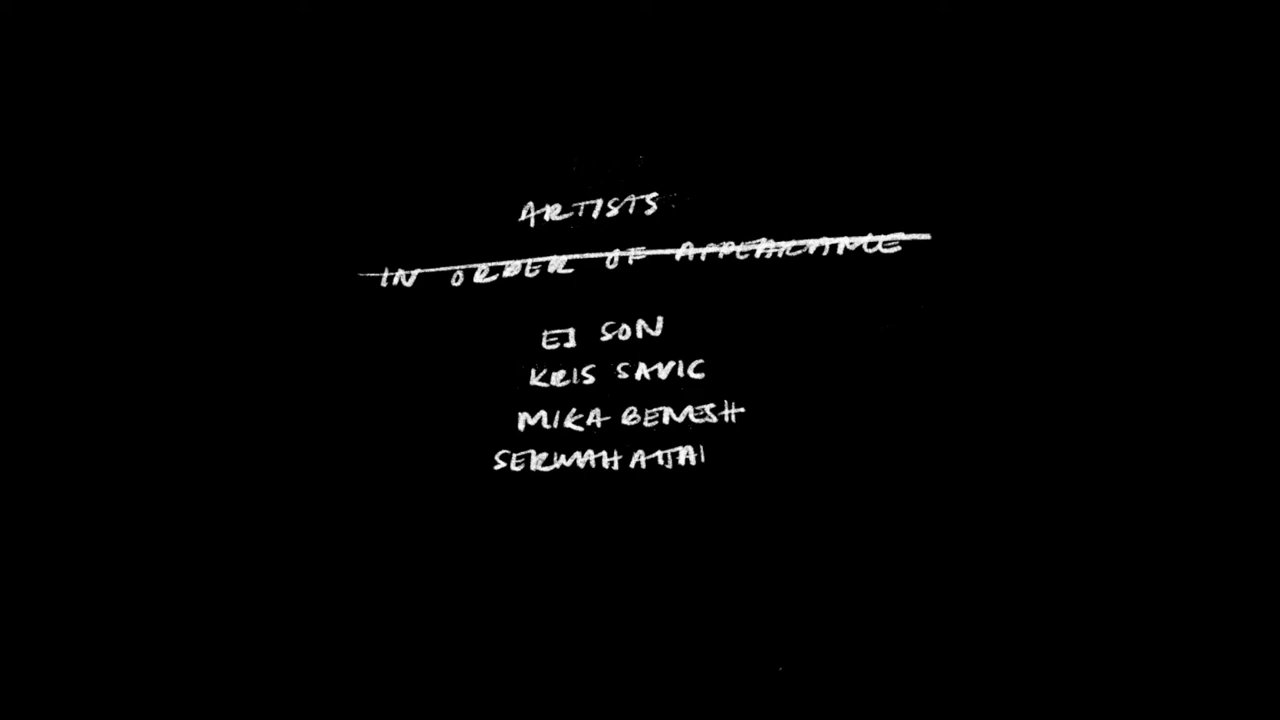 ARTISTS
IN ORDER OF APPEARANCE
EJ SON
KRIS SAVIC
MIKA BENESH
SERWAH ATTAI